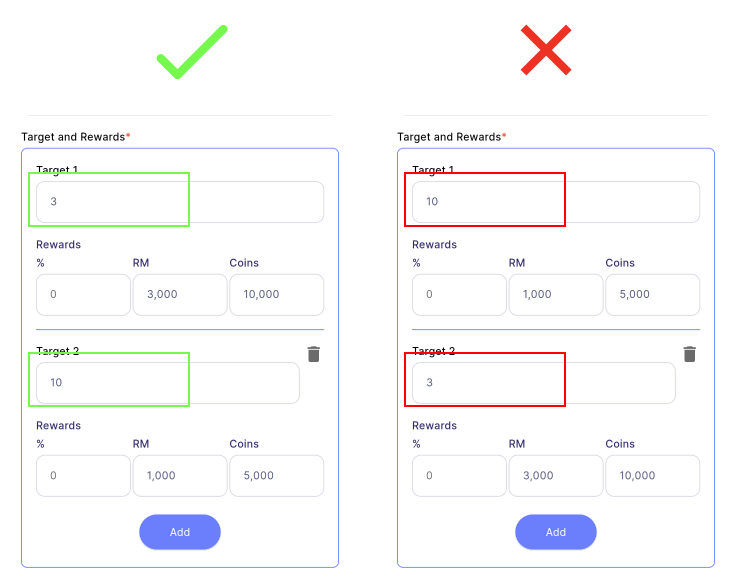 Target and Rewards*
Target 1
3
Rewards
% RM Coins
0 3,000 10,000
Target 2
10
Rewards
% RM Coins
0 1,000 5,000
Add
Target and Rewards*
Target 1
10
Rewards
% RM Coins
0 1,000 5,000
Target 2
3
Rewards
% RM Coins
0 3,000 10,000
Add